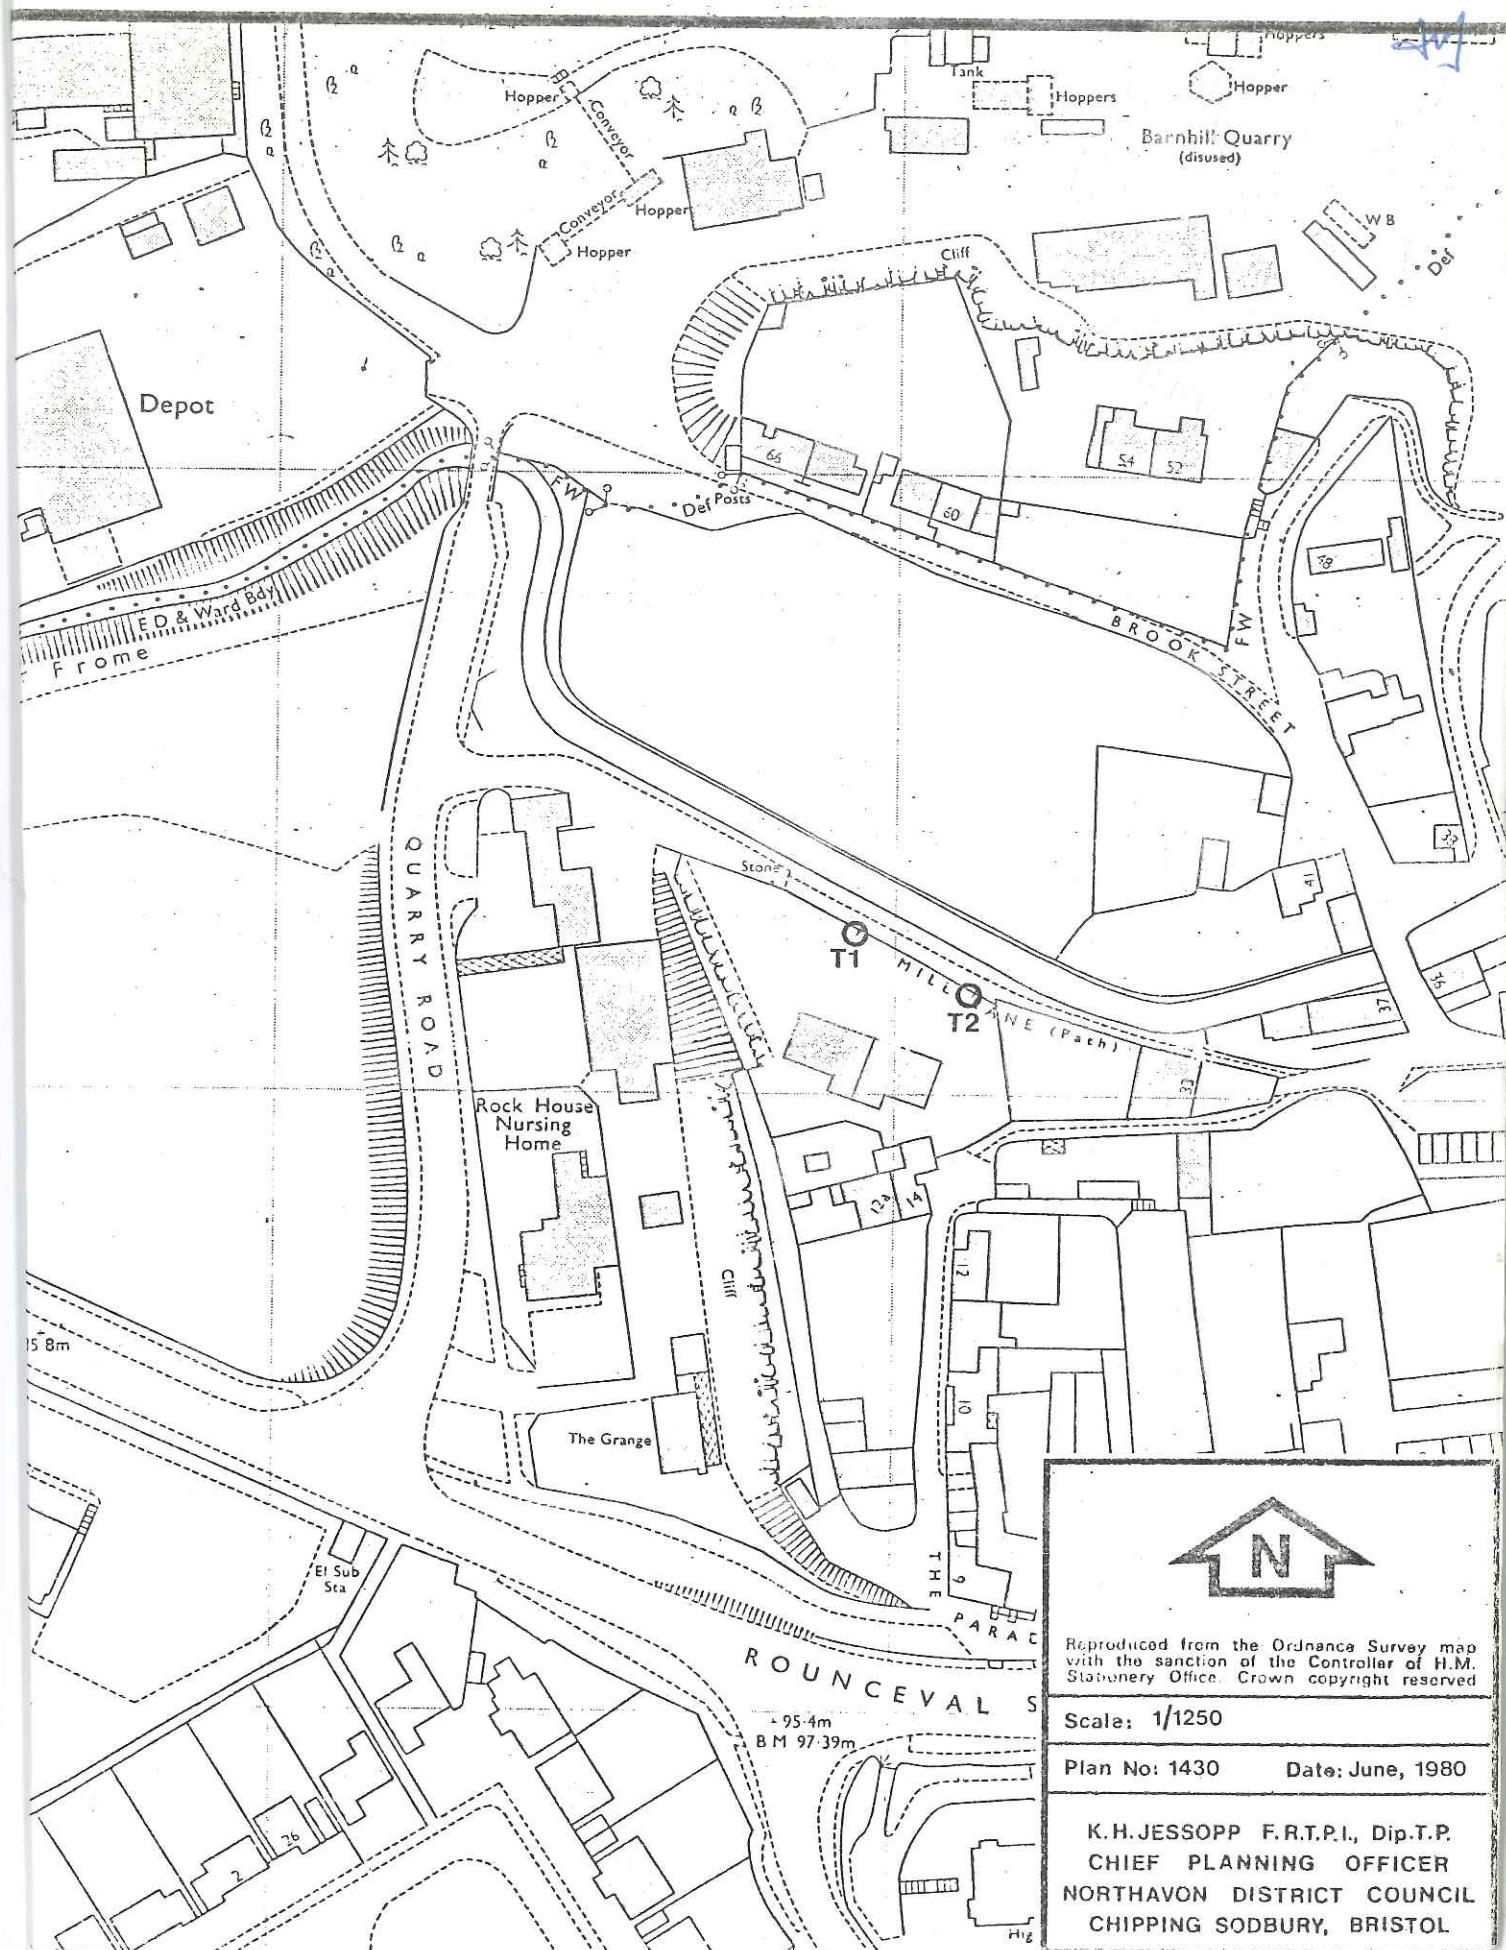 Hoppers
Tank
Hopper
Hopper
Hoppers
Conveyor
Barnhill Quarry
(disused)
Conveyor
Hopper
Hopper
W B
Cliff
Def
Depot
66
54
52
FW
Def
Posts
60
ED & Ward Bdy
Frome
FW
BROOK STREET
38
QUARRY ROAD
Stone
41
T1
MILL LANE (Path)
T2
36
37
33
Rock House
Nursing
Home
12a
14
12
Cliff
10
The Grange
El Sub
Sta
9
THE
PARAD
ROUNCEVAL S
95·4m
B M 97·39m
26
2
N
Reproduced from the Ordnance Survey map
with the sanction of the Controller of H.M.
Stationery Office. Crown copyright reserved
Scale: 1/1250
Plan No: 1430 Date: June, 1980
K.H.JESSOPP F.R.T.P.I., Dip.T.P.
CHIEF PLANNING OFFICER
NORTHAVON DISTRICT COUNCIL
CHIPPING SODBURY, BRISTOL